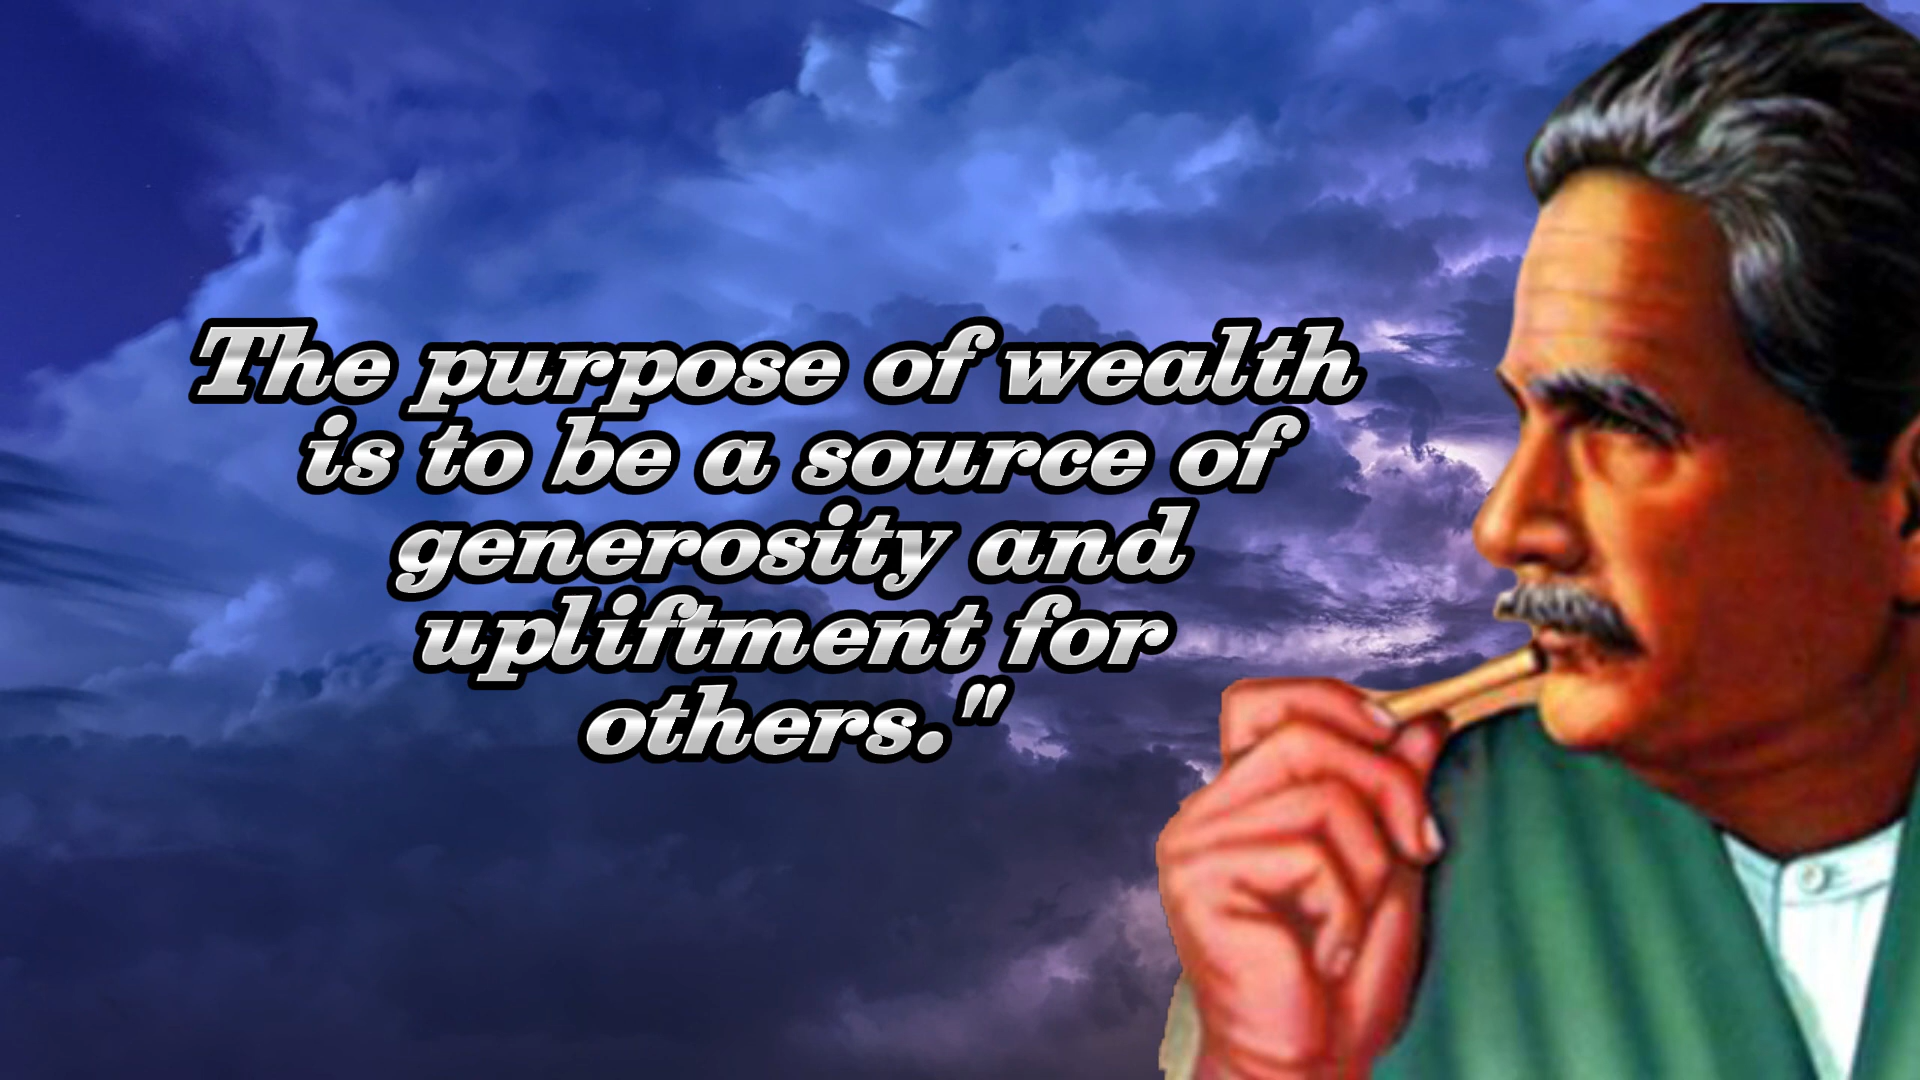 The purpose of wealth
is to be a source of
generosity and
upliftment for
others."